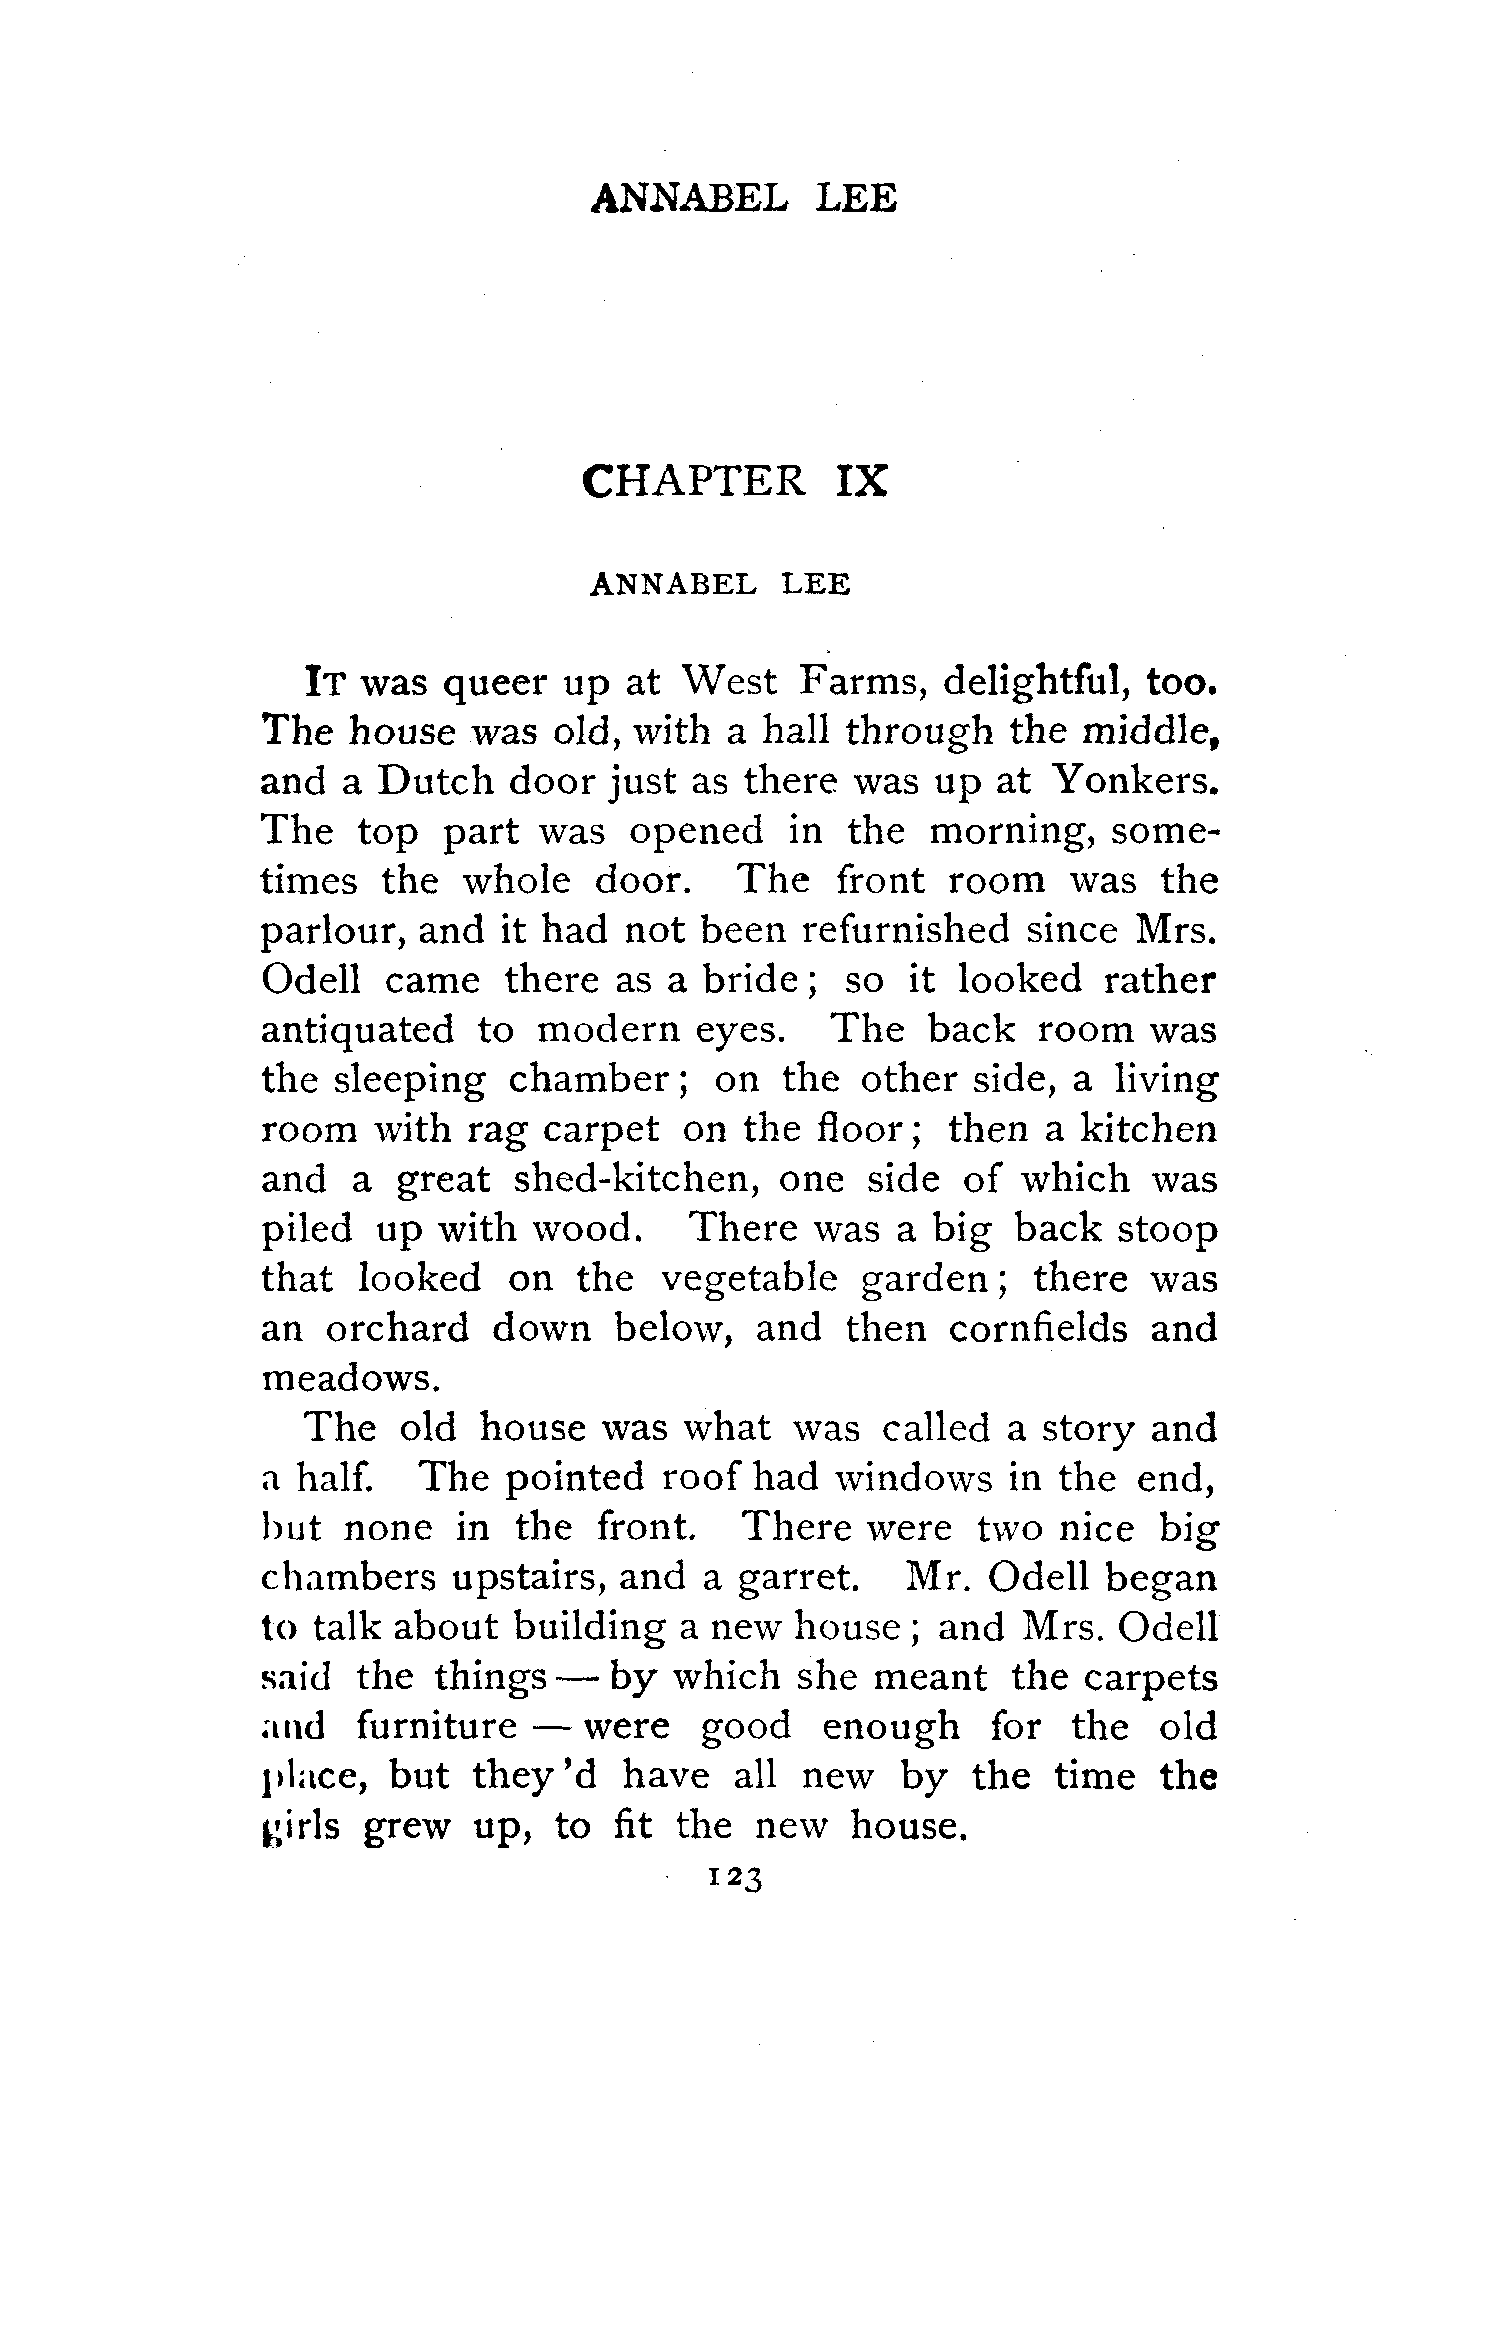 ANNABEL LEE
CHAPTER IX
ANNABEL LEE
IT was queer up at West Farms, delightful, too.
The house was old, with a hall through the middle,
and a Dutch door just as there was up at Yonkers.
The top part was opened in the morning, some-
times the whole door. The front room was the
parlour, and it had not been refurnished since Mrs.
Odell came there as a bride; so it looked rather
antiquated to modern eyes. The back room was
the sleeping chamber; on the other side, a living
room with rag carpet on the floor; then a kitchen
and a great shed-kitchen, one side of which was
piled up with wood. There was a big back stoop
that looked on the vegetable garden; there was
an orchard down below, and then cornfields and
meadows.
The old house was what was called a story and
a half. The pointed roof had windows in the end,
but none in the front. There were two nice big
chambers upstairs, and a garret. Mr. Odell began
to talk about building a new house; and Mrs. Odell
said the things — by which she meant the carpets
and furniture — were good enough for the old
place, but they 'd have all new by the time the
girls grew up, to fit the new house.
123